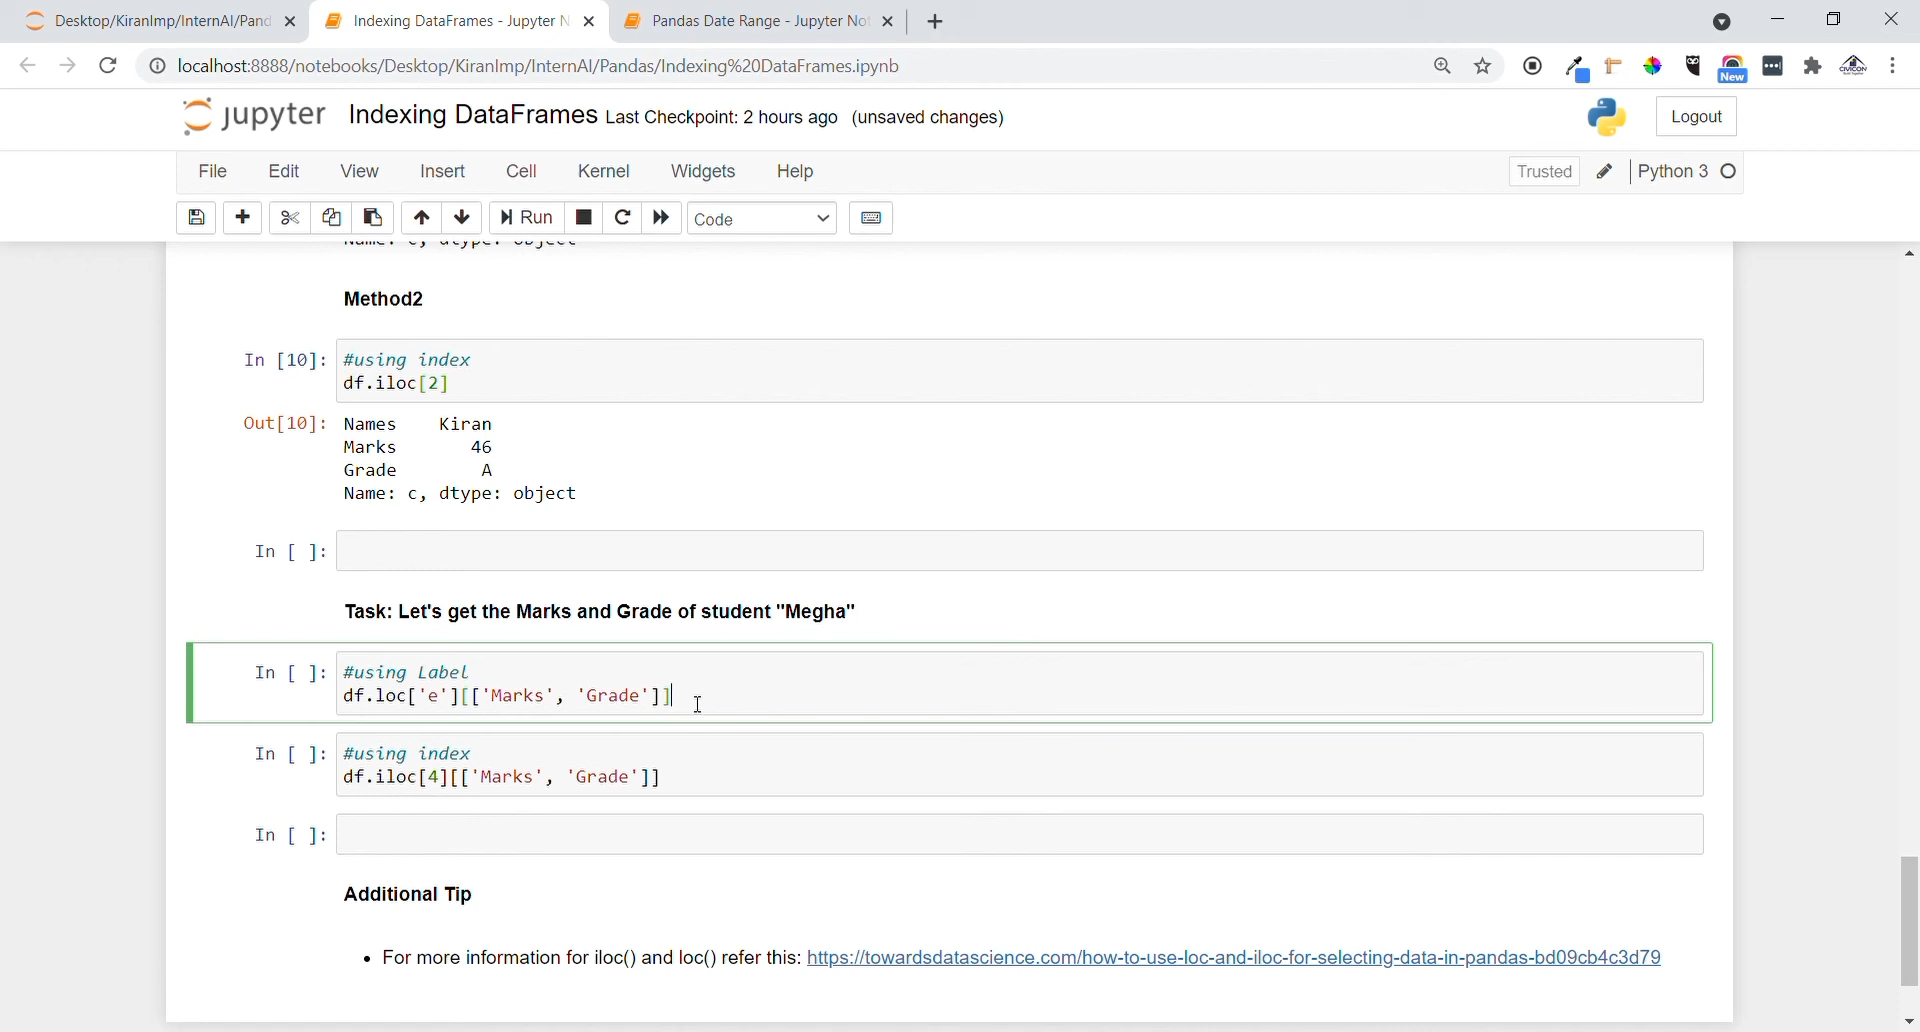 Desktop/KiranImp/InternAI/Pand
Indexing DataFrames - Jupyter N
Pandas Date Range - Jupyter Not
localhost:8888/notebooks/Desktop/KiranImp/InternAI/Pandas/Indexing%20DataFrames.ipynb
New
CIVICON
jupyter Indexing DataFrames Last Checkpoint: 2 hours ago (unsaved changes)
Logout
File Edit View Insert Cell Kernel Widgets Help
Trusted Python 3
Run Code
Name: c, dtype: object
Method2
In [10]: #using index
df.iloc[2]
Out[10]: Names Kiran
Marks 46
Grade A
Name: c, dtype: object
In [ ]:
Task: Let's get the Marks and Grade of student "Megha"
In [ ]: #using Label
df.loc['e'][['Marks', 'Grade']]
In [ ]: #using index
df.iloc[4][['Marks', 'Grade']]
In [ ]:
Additional Tip
• For more information for iloc() and loc() refer this: https://towardsdatascience.com/how-to-use-loc-and-iloc-for-selecting-data-in-pandas-bd09cb4c3d79